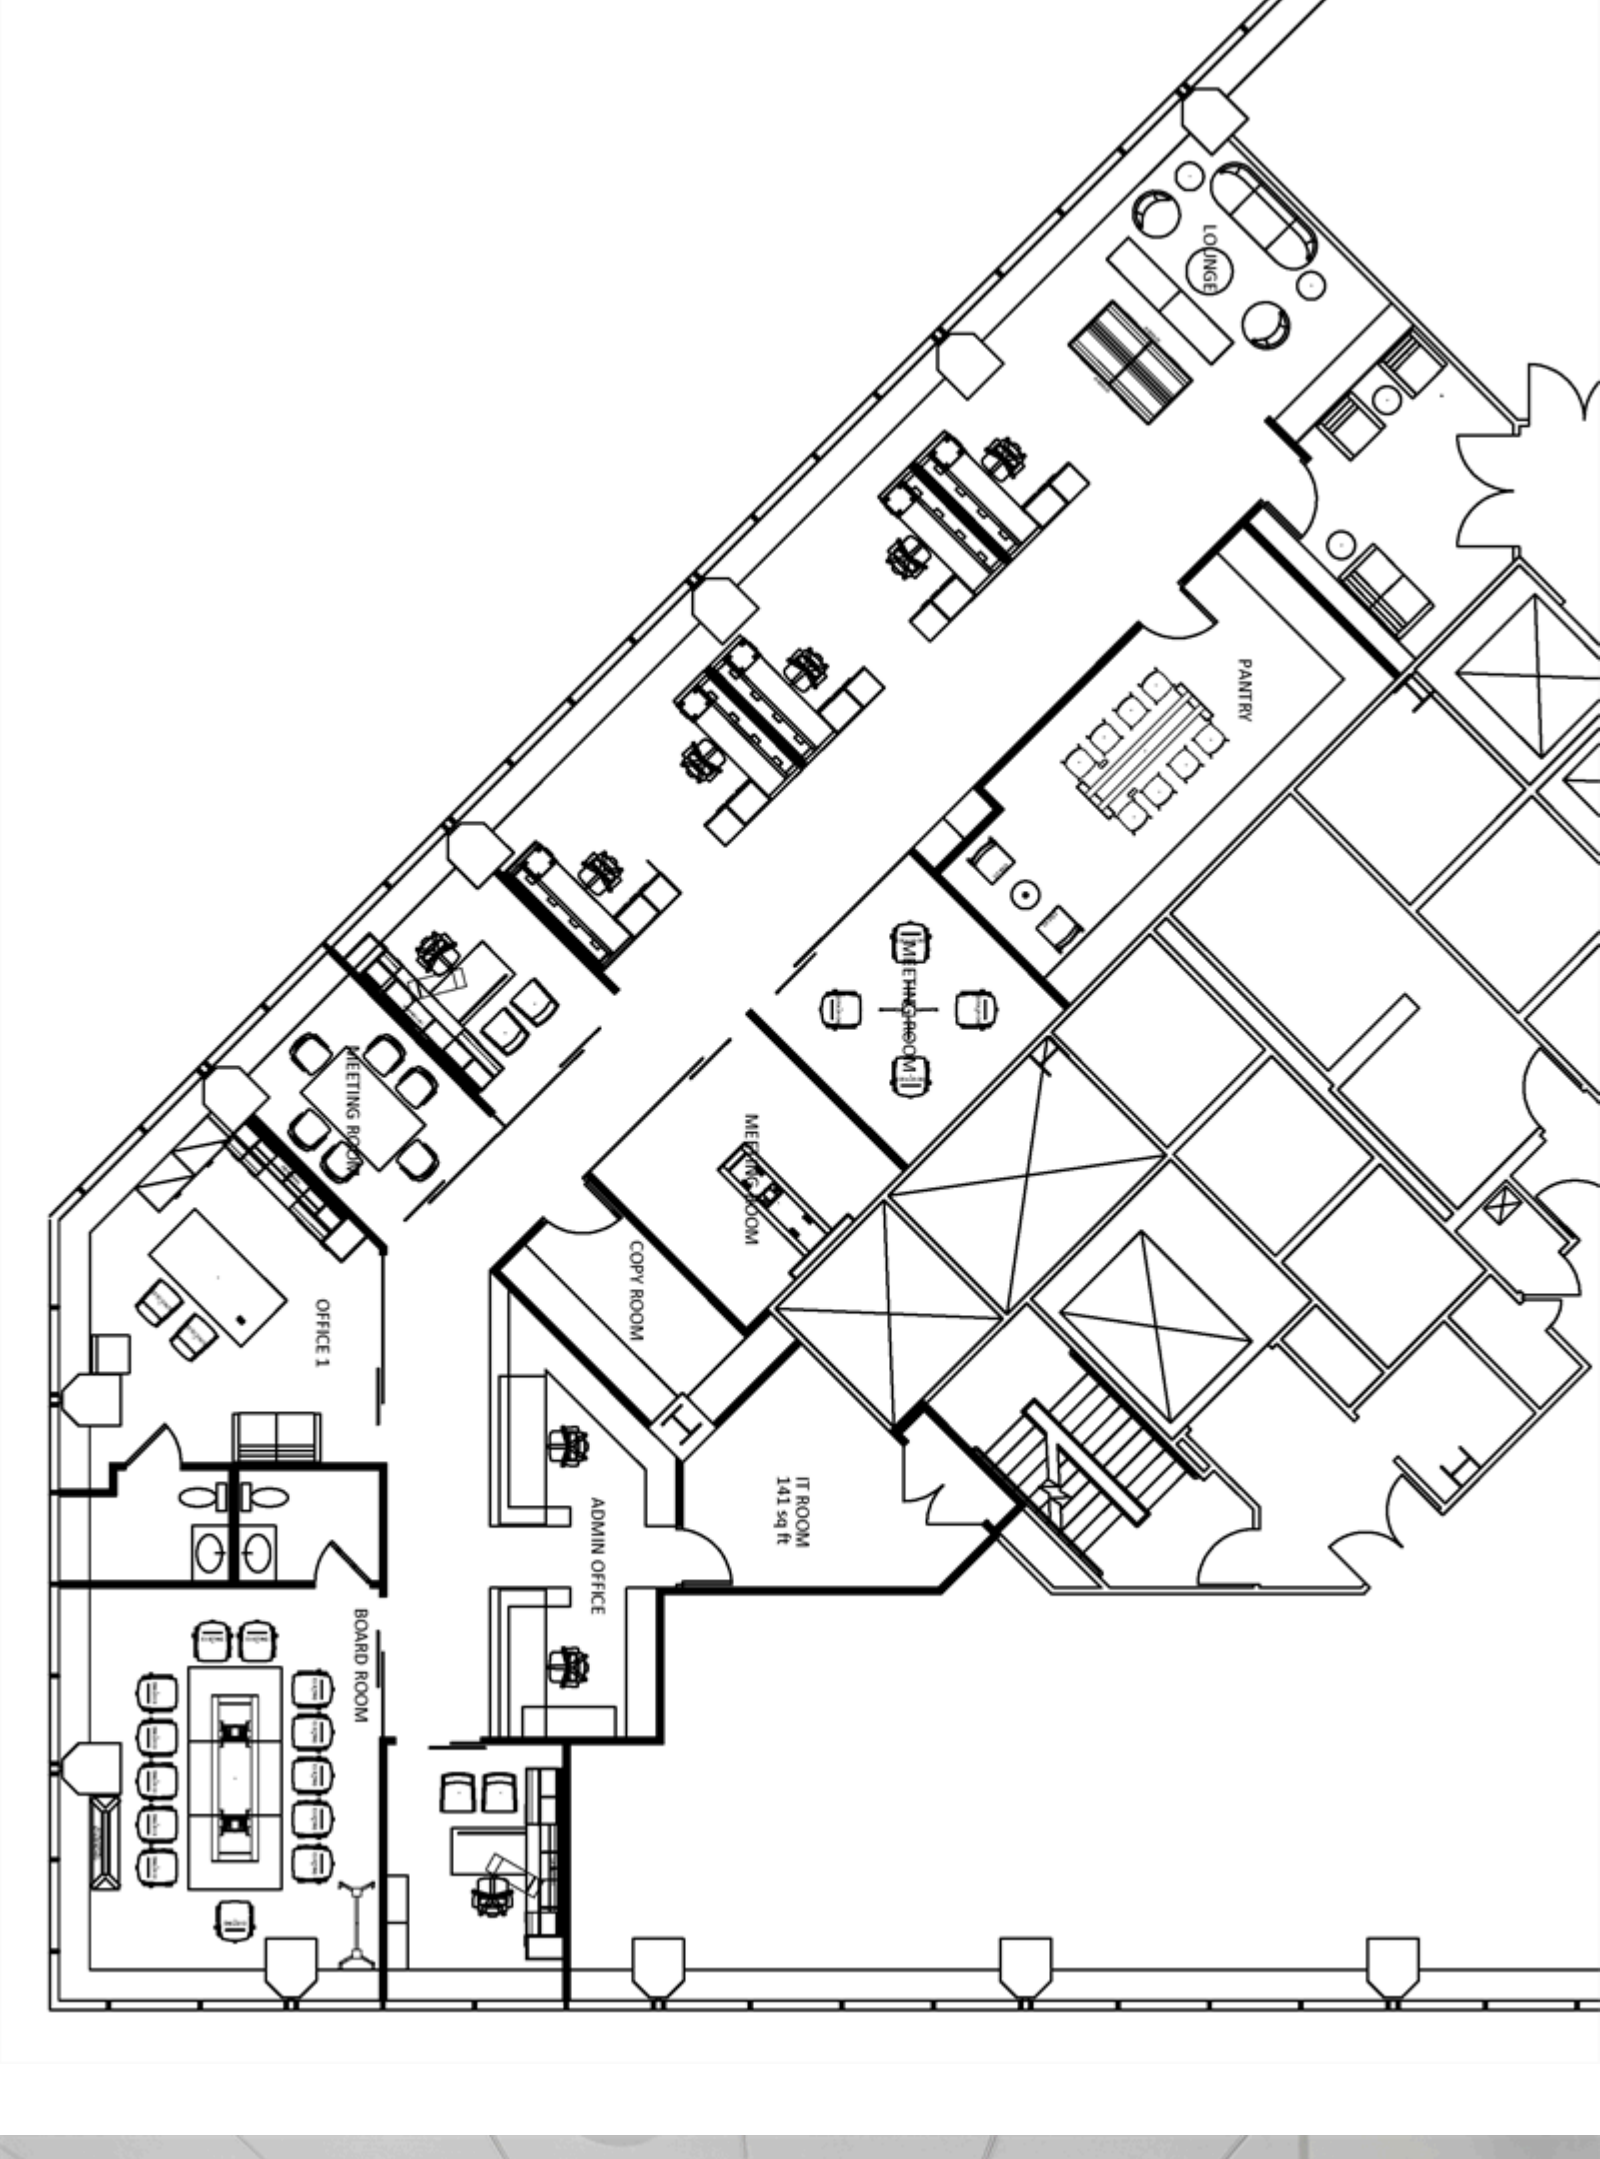 LOUNGE
PANTRY
MEETING ROOM
MEETING ROOM
MEETING ROOM
COPY ROOM
OFFICE 1
IT ROOM
141 sq ft
ADMIN OFFICE
BOARD ROOM